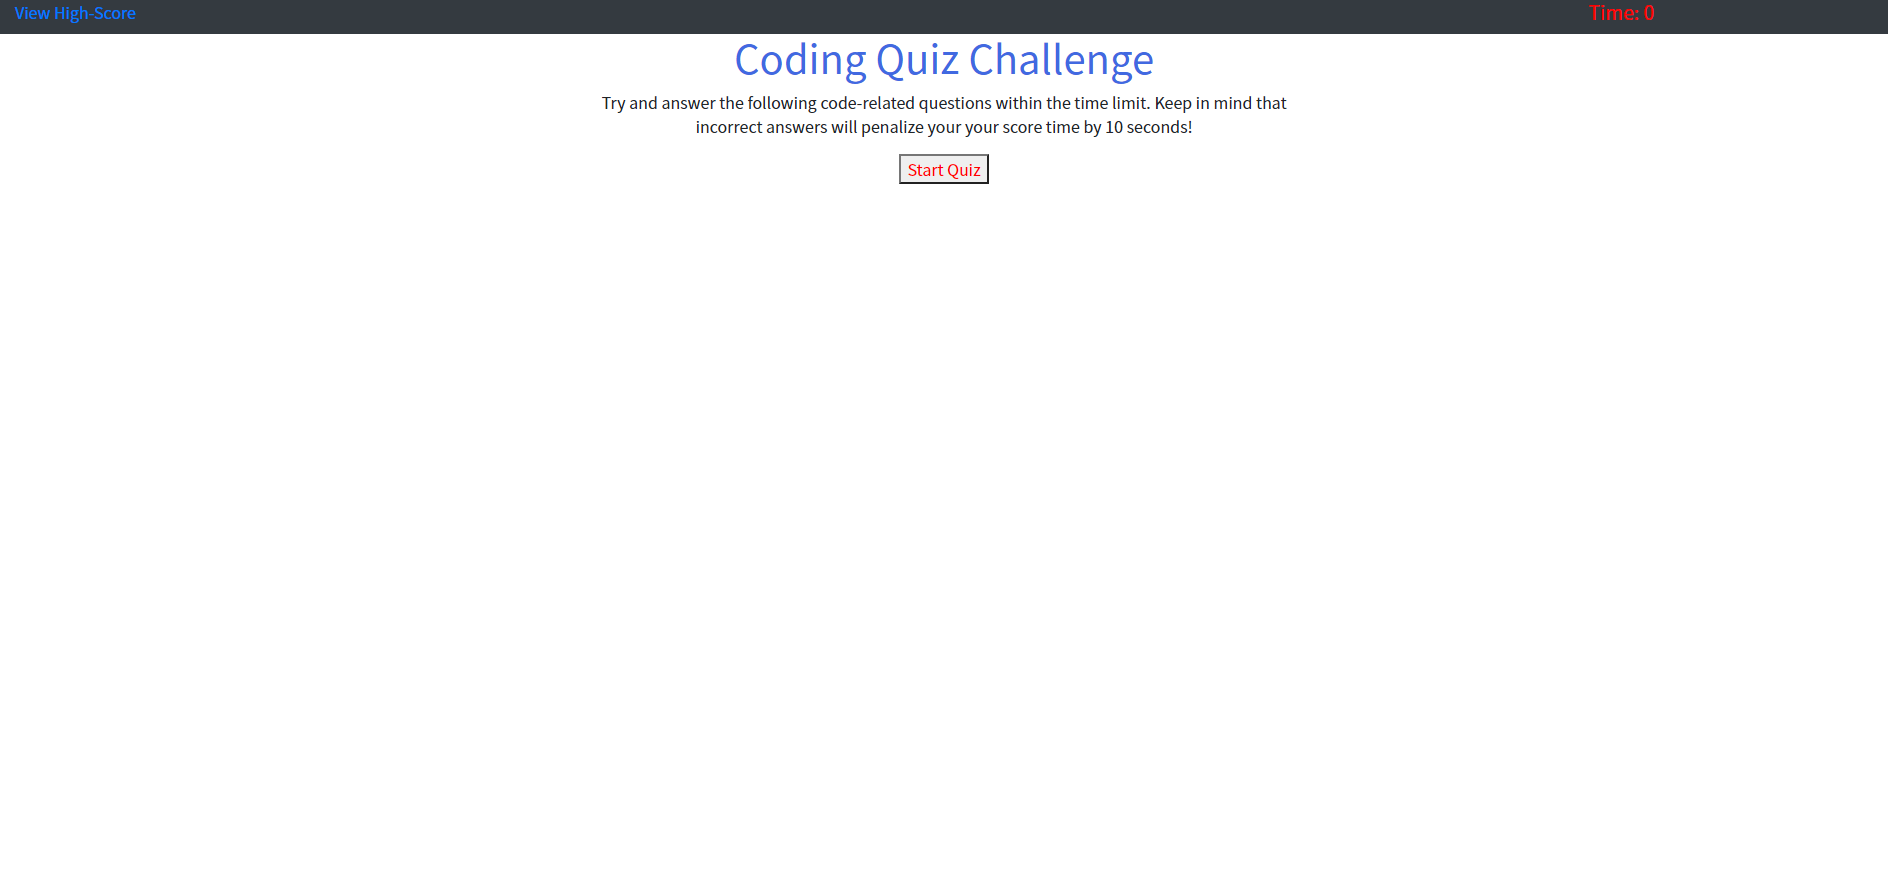 View High-Score
Time: 0
Coding Quiz Challenge
Try and answer the following code-related questions within the time limit. Keep in mind that
incorrect answers will penalize your your score time by 10 seconds!
Start Quiz